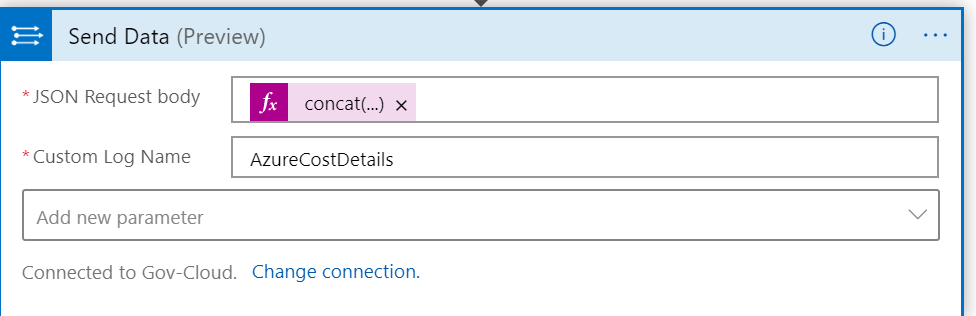 Send Data (Preview)
*JSON Request body
fx concat(...) ×
*Custom Log Name
AzureCostDetails
Add new parameter
Connected to Gov-Cloud. Change connection.